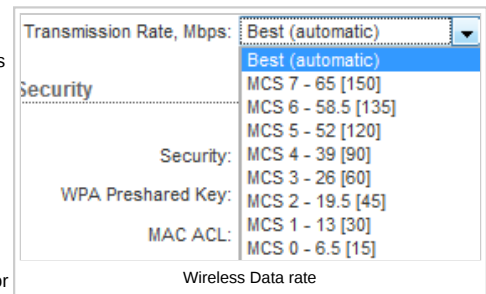 Transmission Rate, Mbps: Best (automatic)
Best (automatic)
s
Security
MCS 7 - 65 [150]
MCS 6 - 58.5 [135]
MCS 5 - 52 [120]
Security:
MCS 4 - 39 [90]
MCS 3 - 26 [60]
WPA Preshared Key:
MCS 2 - 19.5 [45]
MCS 1 - 13 [30]
MAC ACL:
MCS 0 - 6.5 [15]
or
Wireless Data rate